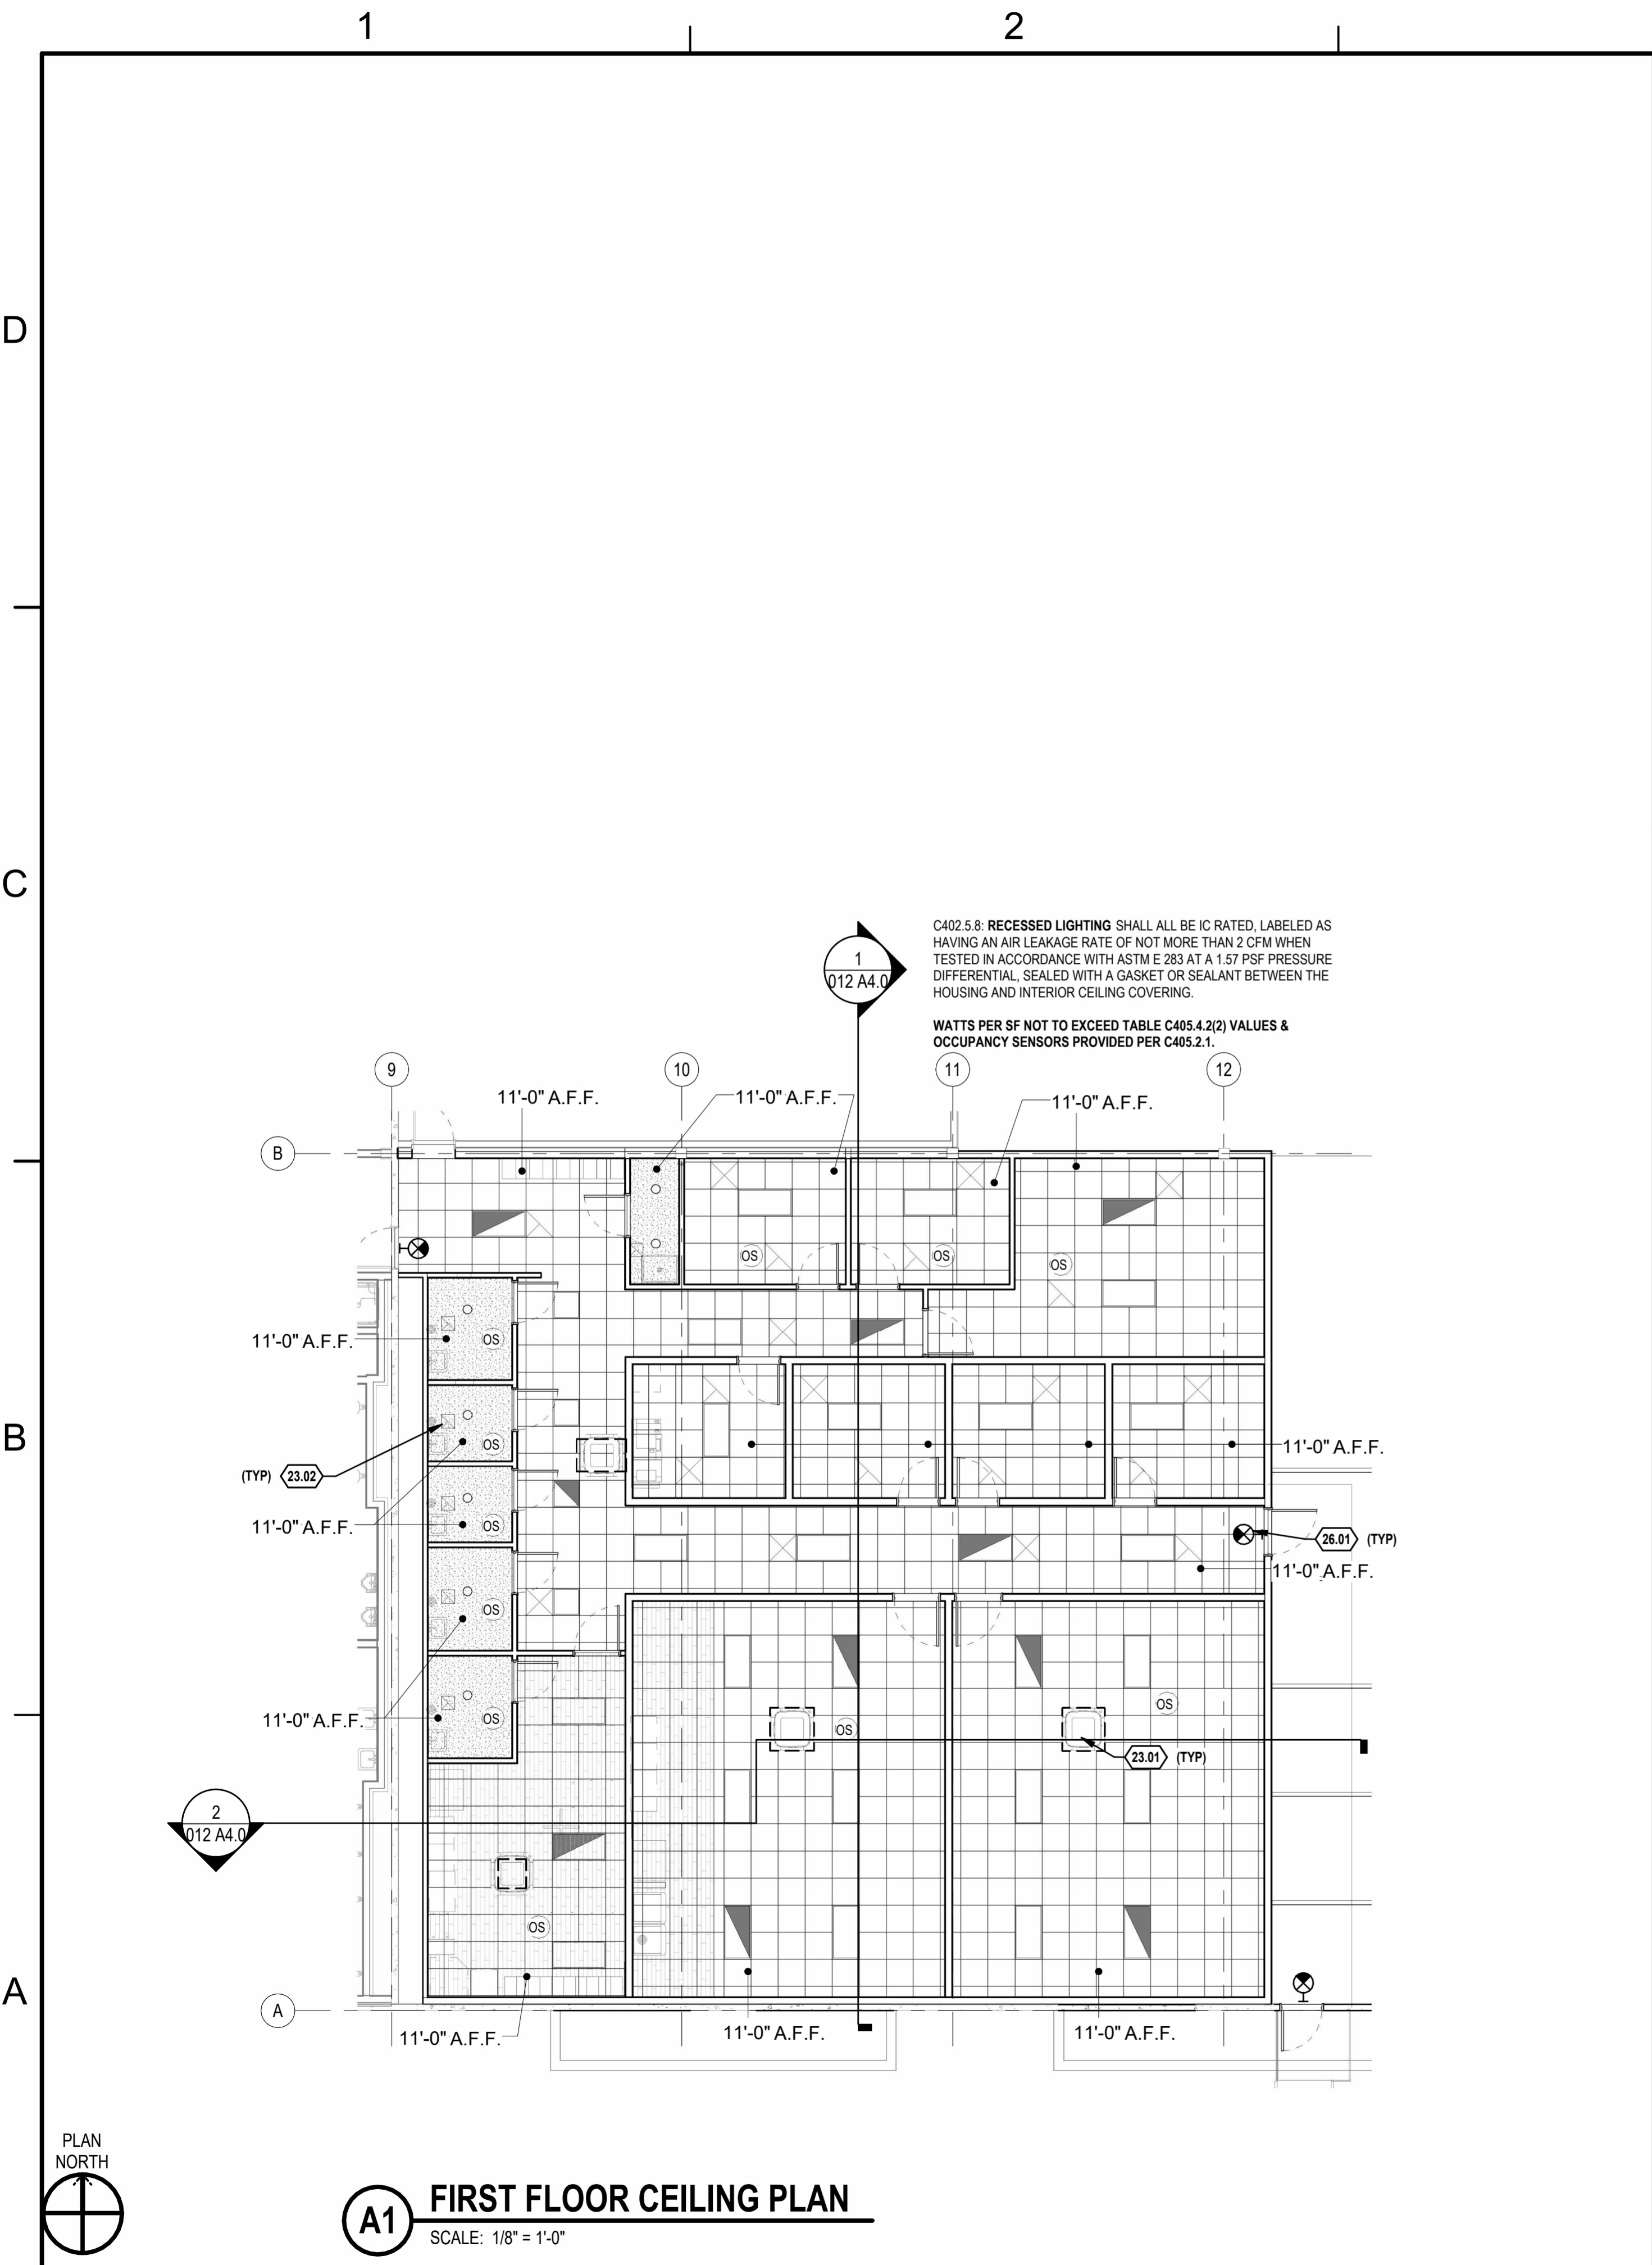 1
2
D
C
B
A
C402.5.8: RECESSED LIGHTING SHALL ALL BE IC RATED, LABELED AS
HAVING AN AIR LEAKAGE RATE OF NOT MORE THAN 2 CFM WHEN
TESTED IN ACCORDANCE WITH ASTM E 283 AT A 1.57 PSF PRESSURE
DIFFERENTIAL, SEALED WITH A GASKET OR SEALANT BETWEEN THE
HOUSING AND INTERIOR CEILING COVERING.
WATTS PER SF NOT TO EXCEED TABLE C405.4.2(2) VALUES &
OCCUPANCY SENSORS PROVIDED PER C405.2.1.
1
012 A4.0
9
10
11
12
11'-0" A.F.F.
11'-0" A.F.F.
11'-0" A.F.F.
B
OS
OS
OS
11'-0" A.F.F.
OS
OS
11'-0" A.F.F.
(TYP) 23.02
11'-0" A.F.F.
OS
26.01 (TYP)
11'-0" A.F.F.
OS
11'-0" A.F.F.
OS
OS
OS
23.01 (TYP)
2
012 A4.0
OS
A
11'-0" A.F.F.
11'-0" A.F.F.
11'-0" A.F.F.
PLAN
NORTH
A1
FIRST FLOOR CEILING PLAN
SCALE: 1/8" = 1'-0"